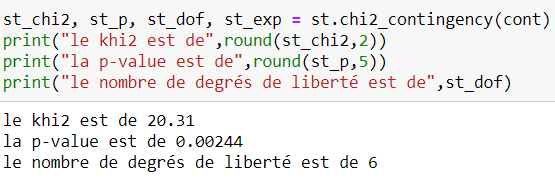 st_chi2, st_p, st_dof, st_exp = st.chi2_contingency(cont)
print("le khi2 est de",round(st_chi2,2))
print("la p-value est de",round(st_p,5))
print("le nombre de degrés de liberté est de",st_dof)
le khi2 est de 20.31
la p-value est de 0.00244
le nombre de degrés de liberté est de 6